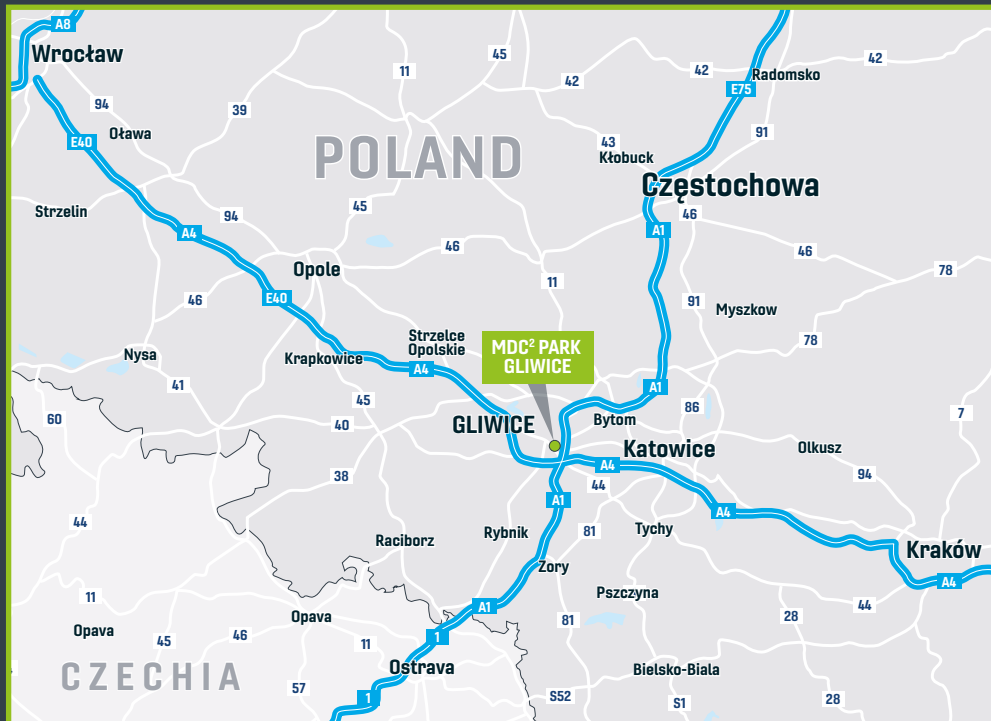 A8
Wrocław
45
11
42
42
42
Radomsko
E75
94
39
Oława
E40
91
POLAND
43
Kłobuck
Częstochowa
Strzelin
94
45
46
A4
A1
46
46
Opole
78
11
E40
46
91
Myszkow
Strzelce
Opolskie
MDC² PARK
GLIWICE
78
Nysa
Krapkowice
A4
41
A1
45
86
60
40
GLIWICE
Bytom
7
Katowice
Olkusz
A4
38
94
44
A1
A4
44
Rybnik
81
Tychy
Raciborz
Kraków
Zory
A4
11
Pszczyna
A1
44
28
Opava
81
Opava
45
46
11
1
Ostrava
Bielsko-Biala
CZECHIA
57
1
S52
S1
28